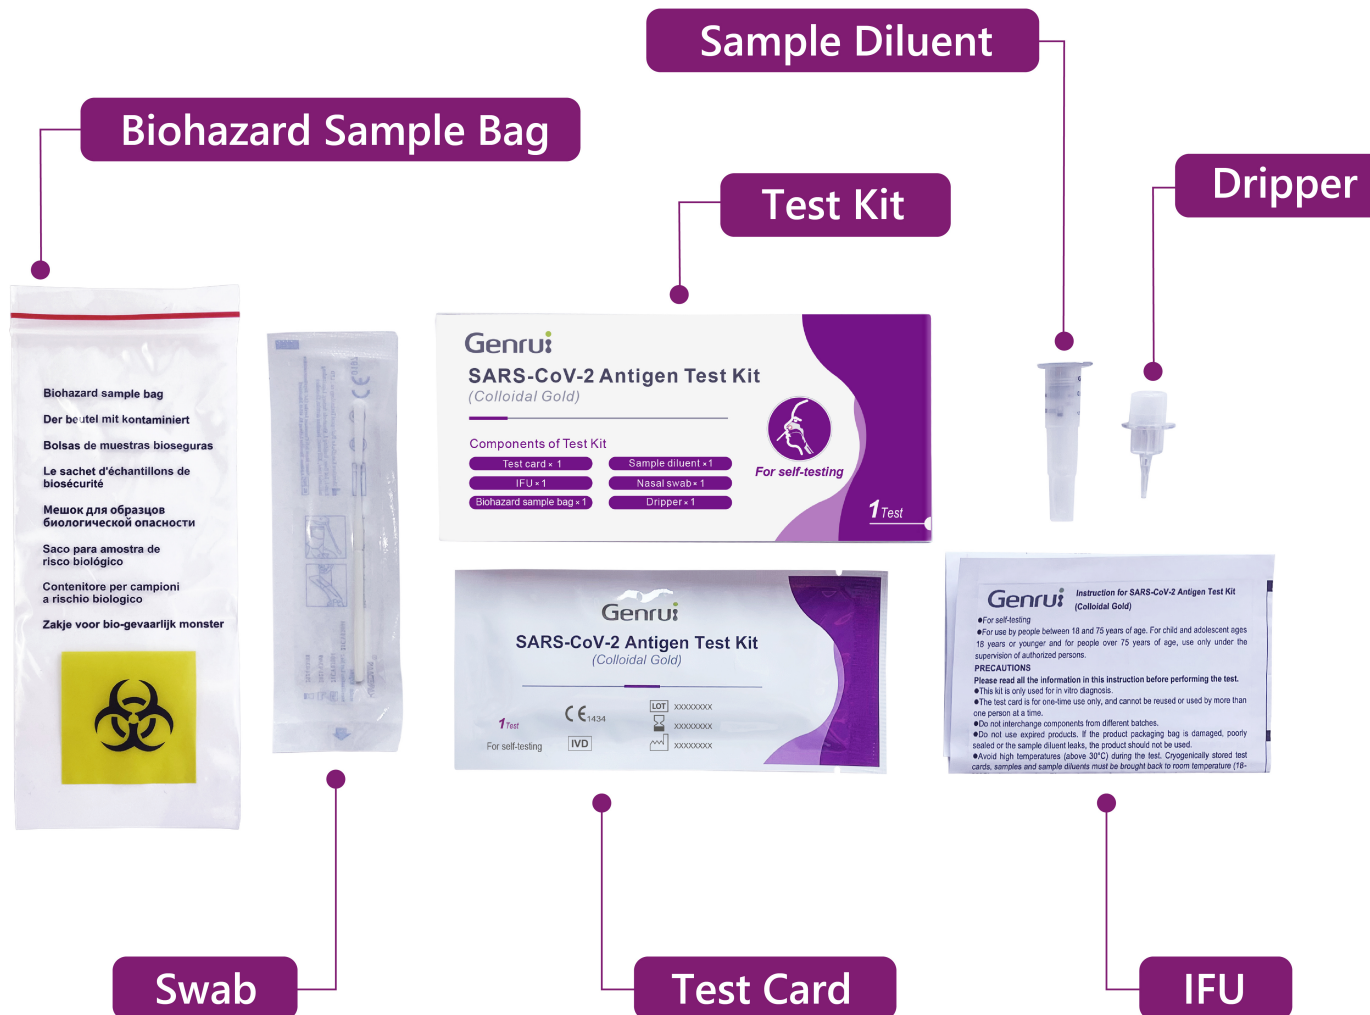 Sample Diluent
Biohazard Sample Bag
Dripper
Test Kit
Biohazard sample bag
Der beutel mit kontaminiert
Bolsas de muestras bioseguras
Le sachet d'échantillons de
biosécurité
Мешок для образцов
биологической опасности
Saco para amostra de
risco biológico
Contenitore per campioni
a rischio biologico
Zakje voor bio-gevaarlijk monster
Genrui
SARS-CoV-2 Antigen Test Kit
(Colloidal Gold)
Components of Test Kit
Test card × 1
Sample diluent ×1
IFU × 1
Nasal swab × 1
Biohazard sample bag × 1
Dripper × 1
For self-testing
1 Test
Genrui
SARS-CoV-2 Antigen Test Kit
(Colloidal Gold)
1 Test
For self-testing
CE 1434
IVD
LOT XXXXXXXX
XXXXXXXX
XXXXXXXX
Genrui
Instruction for SARS-CoV-2 Antigen Test Kit
(Colloidal Gold)
●For self-testing
●For use by people between 18 and 75 years of age. For child and adolescent ages
18 years or younger and for people over 75 years of age, use only under the
supervision of authorized persons.
PRECAUTIONS
Please read all the information in this instruction before performing the test.
●This kit is only used for in vitro diagnosis.
●The test card is for one-time use only, and cannot be reused or used by more than
one person at a time.
●Do not interchange components from different batches.
●Do not use expired products. If the product packaging bag is damaged, poorly
sealed or the sample diluent leaks, the product should not be used.
●Avoid high temperatures (above 30°C) during the test. Cryogenically stored test
cards, samples and sample diluents must be brought back to room temperature (18-
Swab
Test Card
IFU